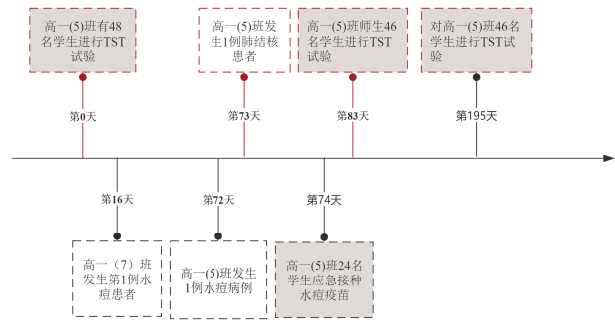 高一(5)班有48
名学生进行TST
试验
高一(5)班发
生1例肺结核
患者
高一(5)班师生46
名学生进行TST
试验
对高一(5)班46名
学生进行TST试
验
第0天
第73天
第83天
第195天
第16天
第72天
第74天
高一（7）班
发生第1例水
痘患者
高一(5)班发生
1例水痘病例
高一(5)班24名
学生应急接种
水痘疫苗